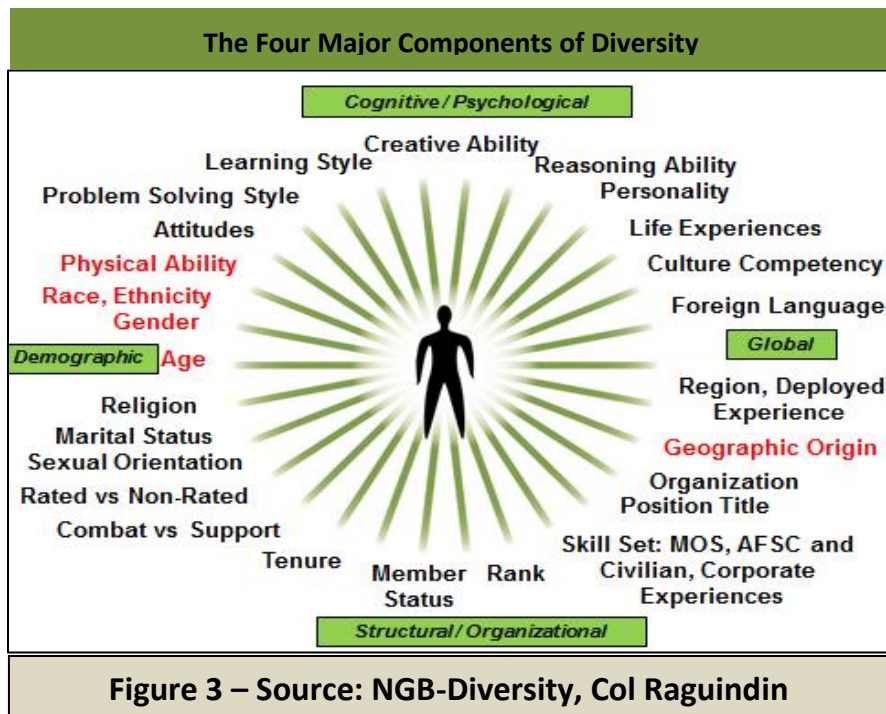 The Four Major Components of Diversity
Cognitive / Psychological
Creative Ability
Learning Style
Reasoning Ability
Personality
Problem Solving Style
Attitudes
Life Experiences
Physical Ability
Culture Competency
Race, Ethnicity
Gender
Foreign Language
Demographic
Age
Global
Religion
Region, Deployed
Experience
Marital Status
Sexual Orientation
Geographic Origin
Rated vs Non-Rated
Organization
Position Title
Combat vs Support
Tenure
Member
Status
Rank
Skill Set: MOS, AFSC and
Civilian, Corporate
Experiences
Structural / Organizational
Figure 3 – Source: NGB-Diversity, Col Raguindin